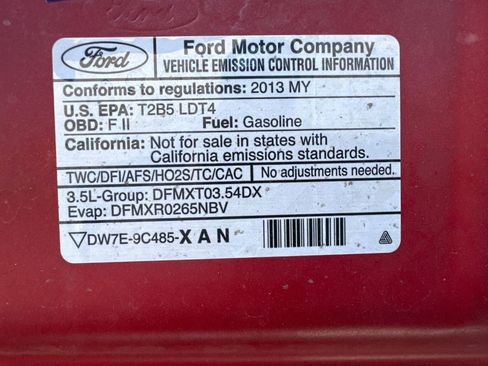 Ford
Ford Motor Company
VEHICLE EMISSION CONTROL INFORMATION
Conforms to regulations: 2013 MY
U.S. EPA: T2B5 LDT4
OBD: F II Fuel: Gasoline
California: Not for sale in states with
California emissions standards.
TWC/DFI/AFS/HO2S/TC/CAC No adjustments needed.
3.5L-Group: DFMXT03.54DX
Evap: DFMXR0265NBV
DW7E-9C485-XAN